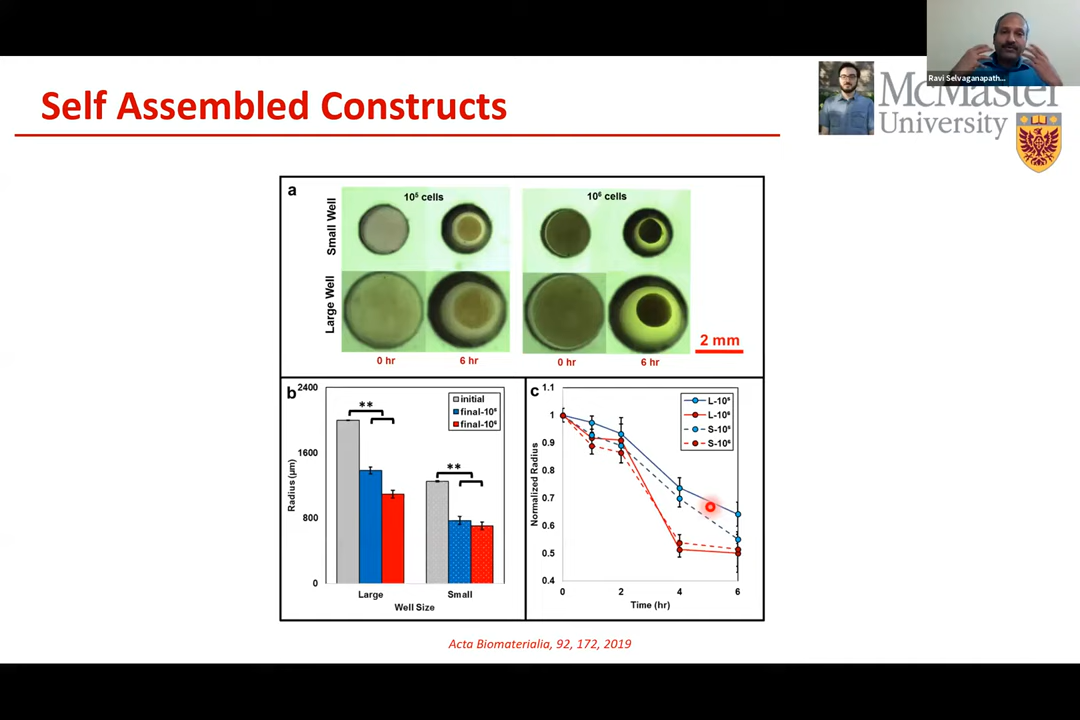 Ravi Selvaganapath...
Self Assembled Constructs
McMaster
University
a
10⁵ cells
10⁶ cells
Small Well
Large Well
2 mm
0 hr
6 hr
0 hr
6 hr
b
2400
1600
800
0
Radius (µm)
**
**
initial
final-10⁵
final-10⁶
Large
Small
Well Size
c
1.1
1
0.9
0.8
0.7
0.6
0.5
0.4
Normalized Radius
L-10⁵
L-10⁶
S-10⁵
S-10⁶
0
1
2
4
6
Time (hr)
Acta Biomaterialia, 92, 172, 2019